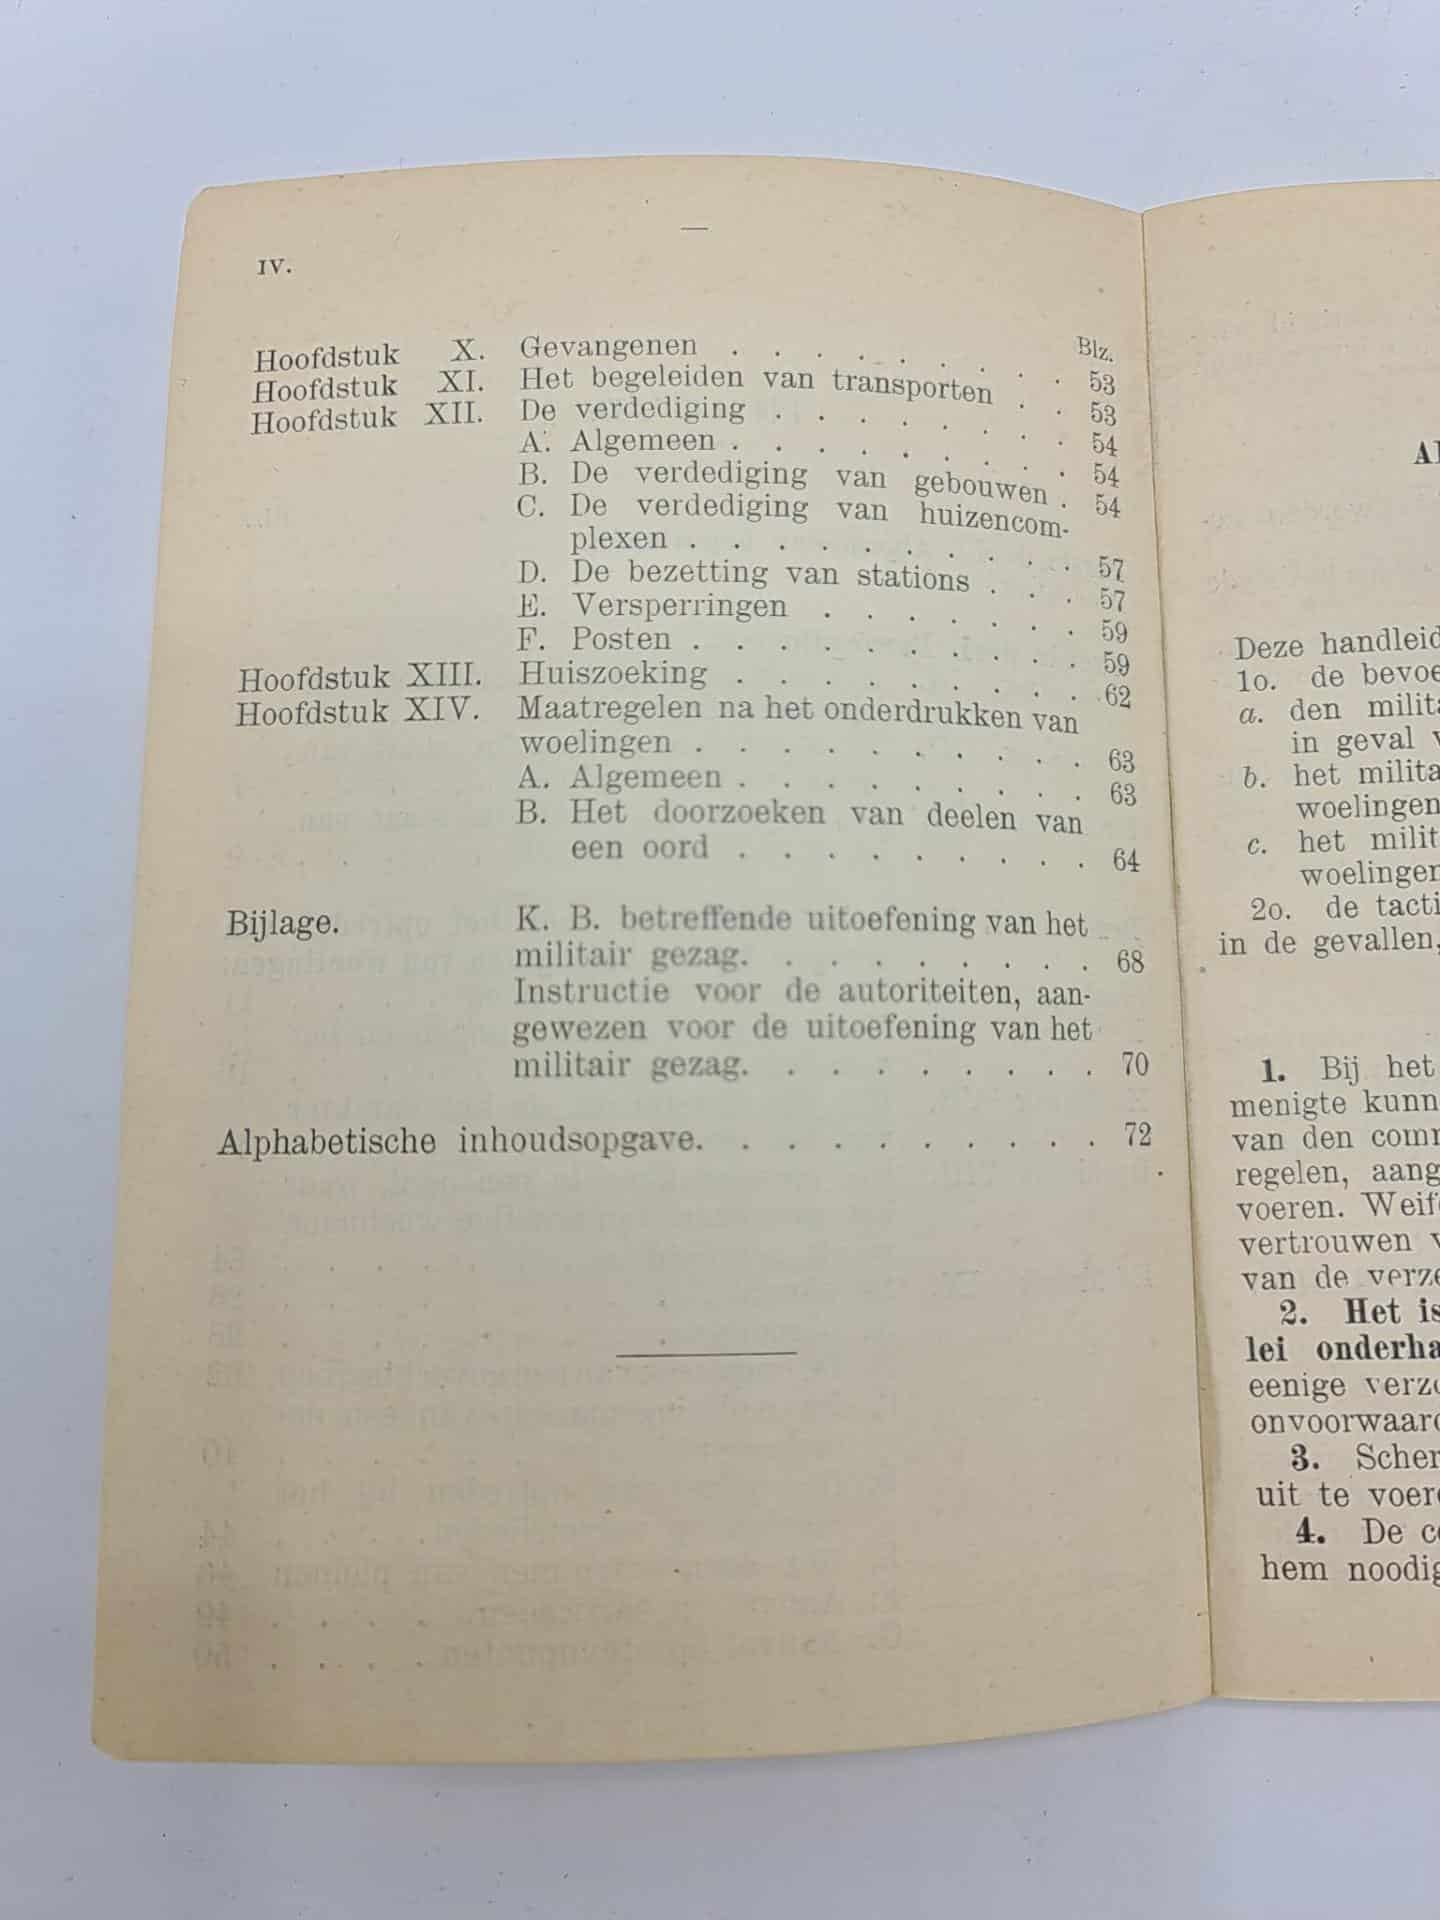 IV.
Blz.
Hoofdstuk X. Gevangenen . . . . . . . . 53
Hoofdstuk XI. Het begeleiden van transporten . . 53
Hoofdstuk XII. De verdediging . . . . . . . . 54
A. Algemeen . . . . . . . . . 54
B. De verdediging van gebouwen . 54
C. De verdediging van huizencom-
plexen . . . . . . . . . . 57
D. De bezetting van stations . . . 57
E. Versperringen . . . . . . . 59
F. Posten . . . . . . . . . . 59
Hoofdstuk XIII. Huiszoeking . . . . . . . . . 62
Hoofdstuk XIV. Maatregelen na het onderdrukken van
woelingen . . . . . . . . . . 63
A. Algemeen . . . . . . . . . 63
B. Het doorzoeken van deelen van
een oord . . . . . . . . . 64
Bijlage. K. B. betreffende uitoefening van het
militair gezag. . . . . . . . . 68
Instructie voor de autoriteiten, aan-
gewezen voor de uitoefening van het
militair gezag. . . . . . . . . 70
Alphabetische inhoudsopgave. . . . . . . . . . 72
Deze handleid
1o. de bevoe
a. den milita
in geval v
b. het milita
woelingen
c. het milit
woelingen
2o. de tacti
in de gevallen,
1. Bij het
menigte kunn
van den comm
regelen, aang
voeren. Weife
vertrouwen v
van de verze
2. Het is
lei onderha
eenige verzo
onvoorwaard
3. Scher
uit te voere
4. De co
hem noodig